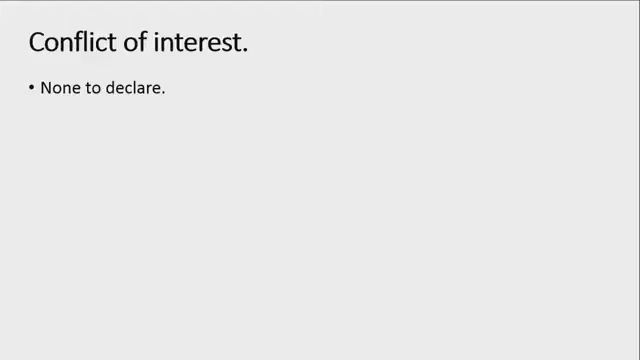 Conflict of interest.
• None to declare.